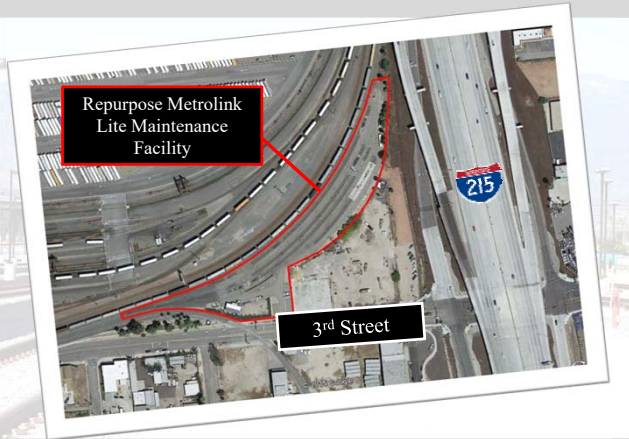 Repurpose Metrolink
Lite Maintenance
Facility
215
3rd Street